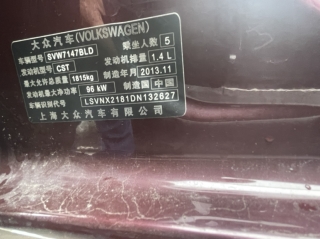 大众汽车(VOLKSWAGEN)
车辆型号 SVW7147BLD 乘坐人数 5
发动机型号 CST 发动机排量 1.4 L
最大允许总质量 1815kg 制造年月 2013.11
发动机最大净功率 96 kW 制造国 中国
车辆识别代号 LSVNX2181DN132627
上海大众汽车有限公司